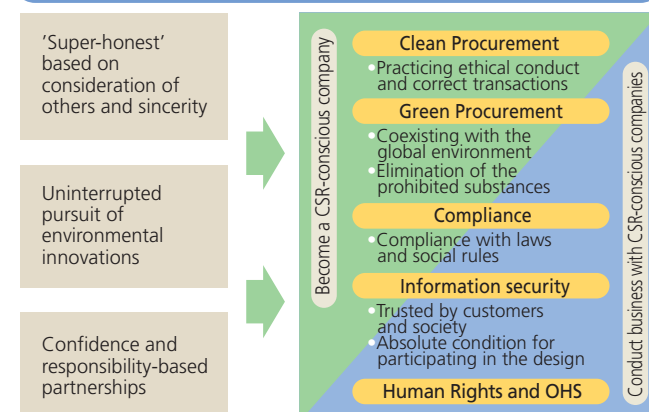 ‘Super-honest’
based on
consideration of
others and sincerity
Uninterrupted
pursuit of
environmental
innovations
Confidence and
responsibility-based
partnerships
Become a CSR-conscious company
Clean Procurement
•Practicing ethical conduct
and correct transactions
Green Procurement
•Coexisting with the
global environment
•Elimination of the
prohibited substances
Compliance
•Compliance with laws
and social rules
Information security
•Trusted by customers
and society
•Absolute condition for
participating in the design
Human Rights and OHS
Conduct business with CSR-conscious companies